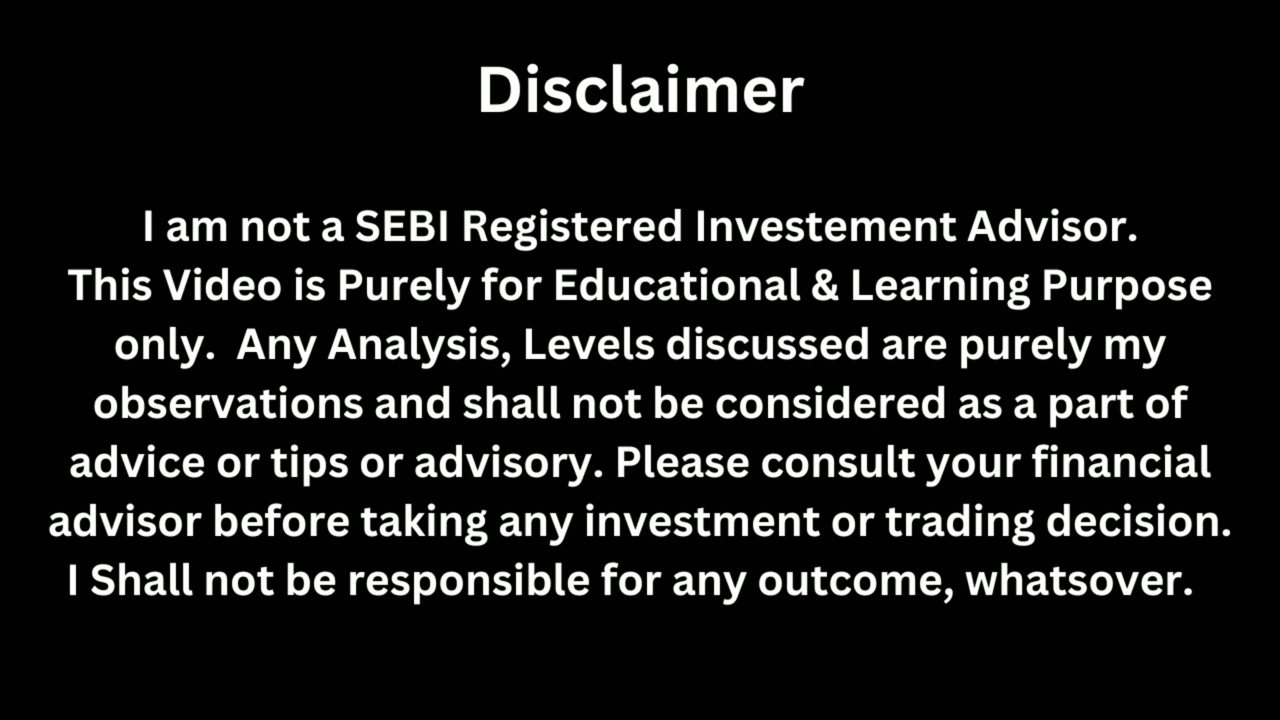 Disclaimer
I am not a SEBI Registered Investement Advisor.
This Video is Purely for Educational & Learning Purpose
only.  Any Analysis, Levels discussed are purely my
observations and shall not be considered as a part of
advice or tips or advisory. Please consult your financial
advisor before taking any investment or trading decision.
I Shall not be responsible for any outcome, whatsover.